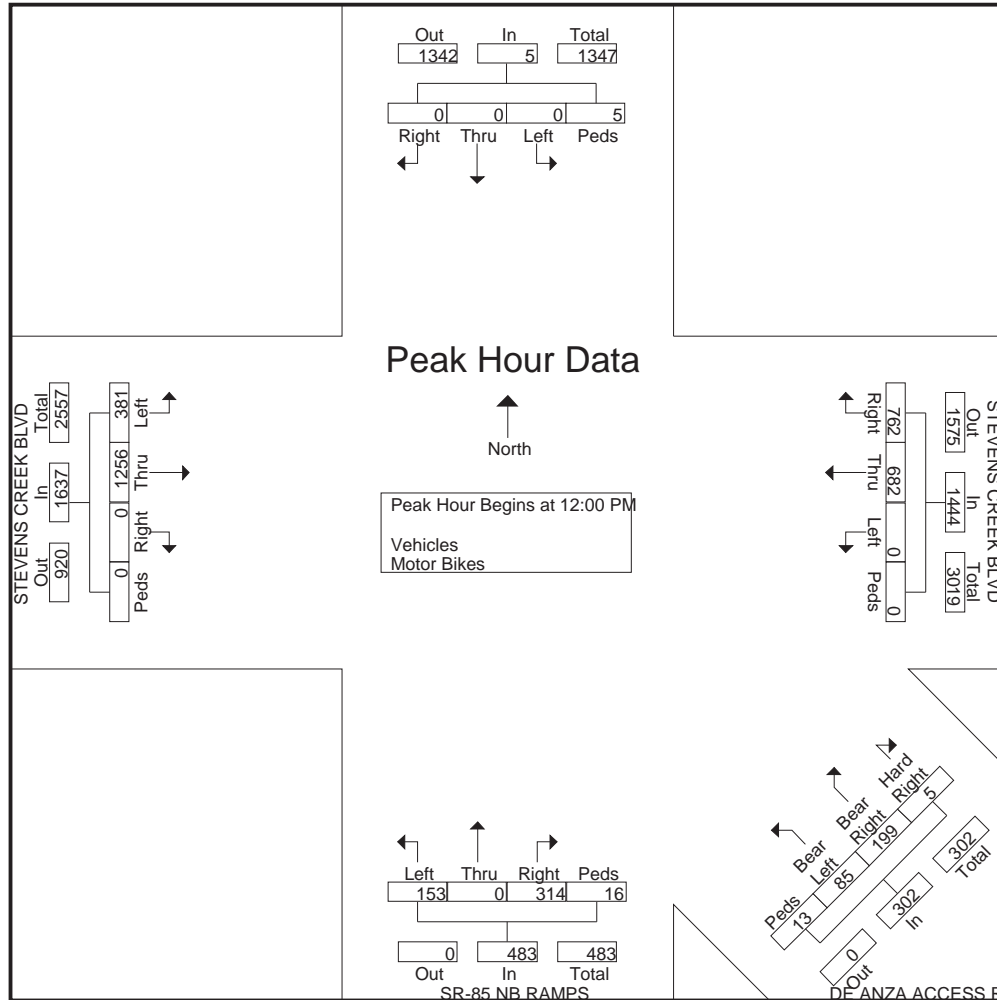 Out In Total
1342 5 1347
0 0 0 5
Right Thru Left Peds
Peak Hour Data
North
Peak Hour Begins at 12:00 PM
Vehicles
Motor Bikes
STEVENS CREEK BLVD
Total In Out
2557 1637 920
381 1256 0 0
Left Thru Right Peds
Right Thru Left Peds
762 682 0 0
1575 1444 3019
Out In Total
STEVENS CREEK BLVD
Left Thru Right Peds
153 0 314 16
0 483 483
Out In Total
SR-85 NB RAMPS
Peds Bear Left Bear Right Hard Right
13 85 199 5
0 302 302
Out In Total
DE ANZA ACCESS